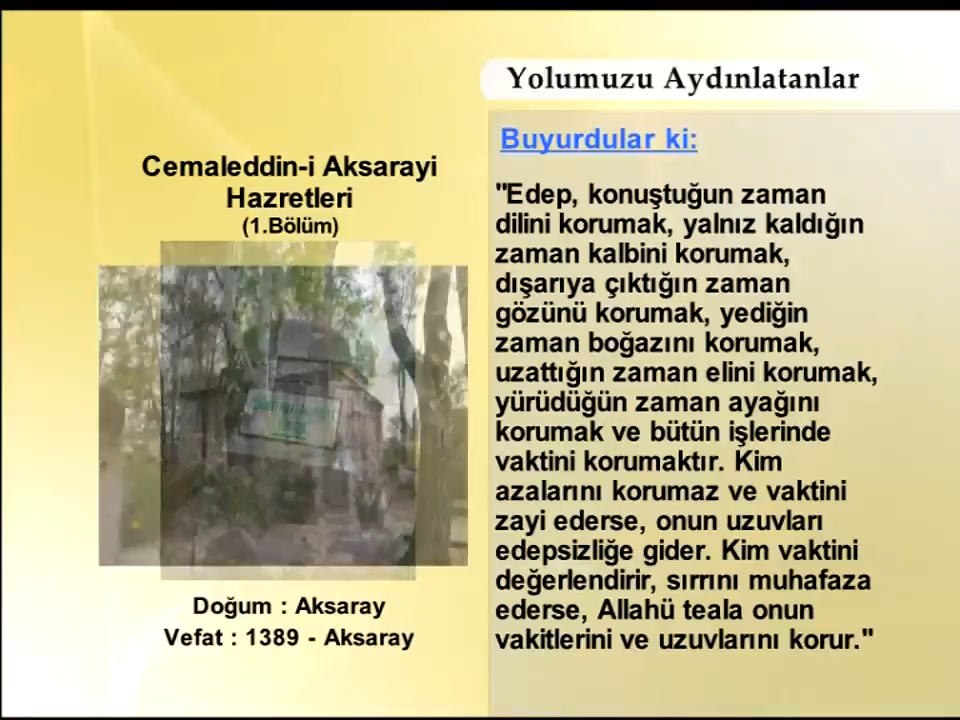 Yolumuzu Aydınlatanlar
Cemaleddin-i Aksarayi
Hazretleri
(1.Bölüm)
Doğum : Aksaray
Vefat : 1389 - Aksaray
Buyurdular ki:
"Edep, konuştuğun zaman
dilini korumak, yalnız kaldığın
zaman kalbini korumak,
dışarıya çıktığın zaman
gözünü korumak, yediğin
zaman boğazını korumak,
uzattığın zaman elini korumak,
yürüdüğün zaman ayağını
korumak ve bütün işlerinde
vaktini korumaktır. Kim
azalarını korumaz ve vaktini
zayi ederse, onun uzuvları
edepsizliğe gider. Kim vaktini
değerlendirir, sırrını muhafaza
ederse, Allahü teala onun
vakitlerini ve uzuvlarını korur."